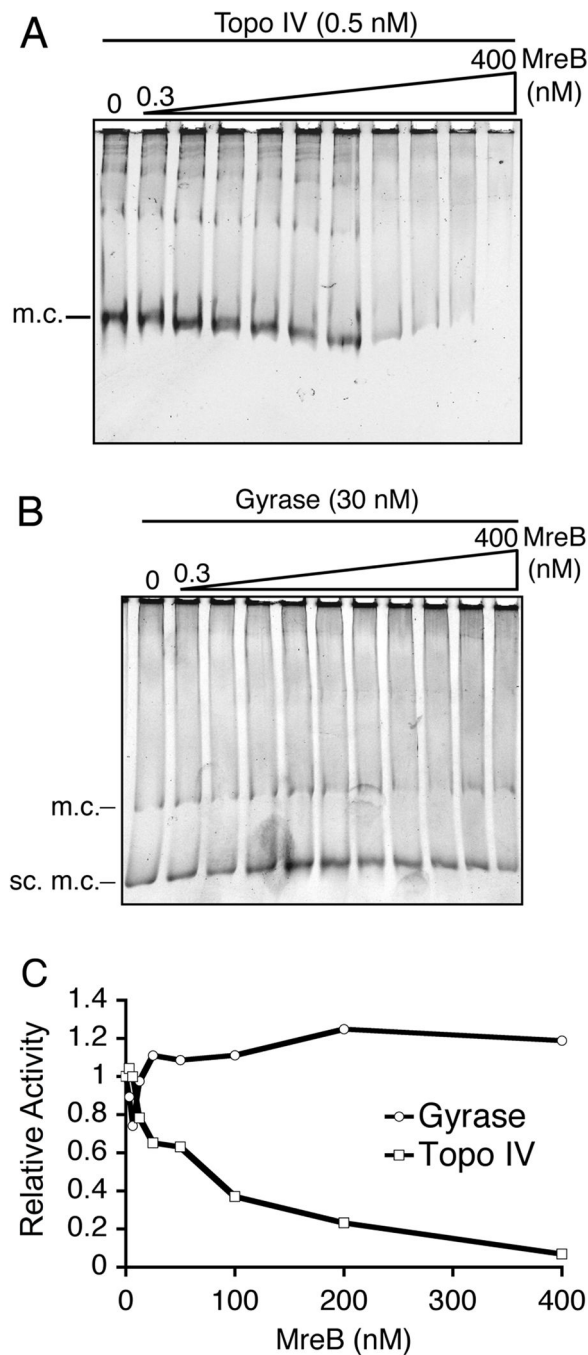 A
Topo IV (0.5 nM)
0 0.3 400 MreB
(nM)
m.c.
B
Gyrase (30 nM)
0 0.3 400 MreB
(nM)
m.c.
sc. m.c.
C
1.4
1.2
1
0.8
0.6
0.4
0.2
0
Relative Activity
Gyrase
Topo IV
0 100 200 300 400
MreB (nM)